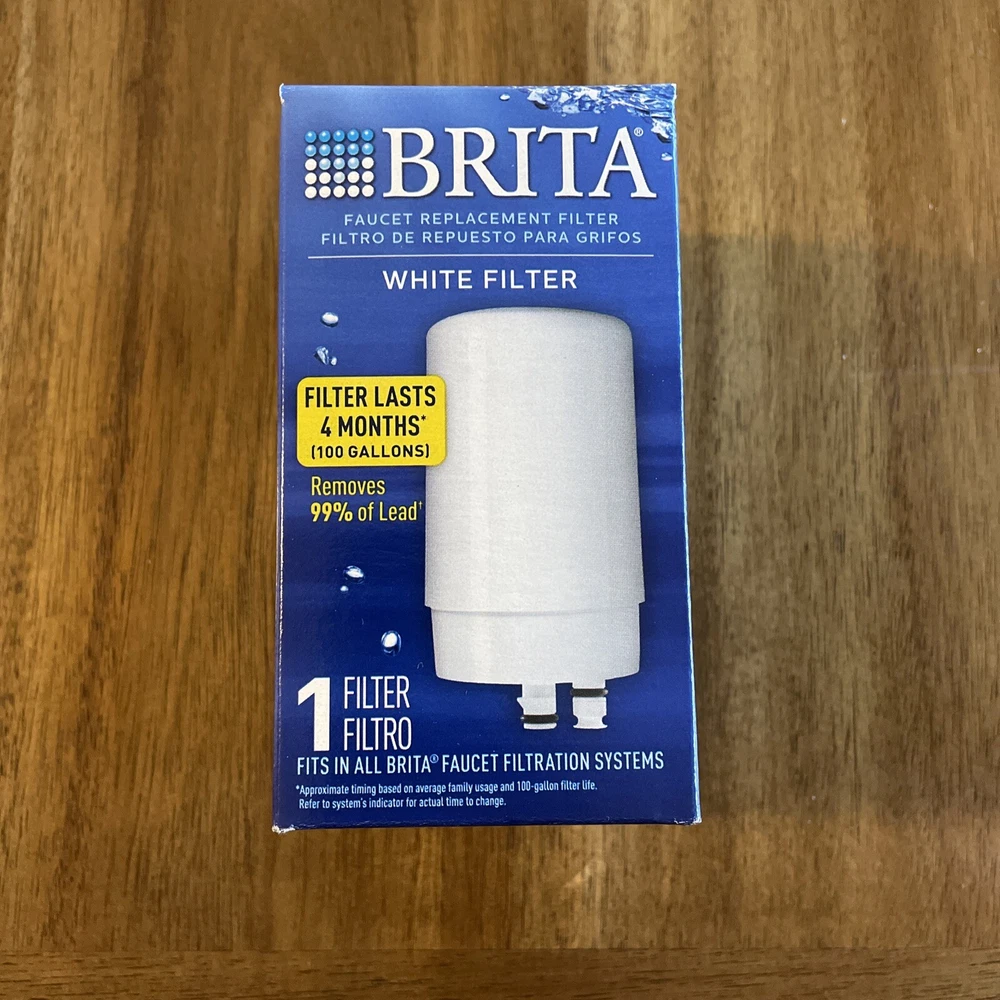 BRITA®
FAUCET REPLACEMENT FILTER
FILTRO DE REPUESTO PARA GRIFOS
WHITE FILTER
FILTER LASTS
4 MONTHS*
(100 GALLONS)
Removes
99% of Lead†
1 FILTER
FILTRO
FITS IN ALL BRITA® FAUCET FILTRATION SYSTEMS
*Approximate timing based on average family usage and 100-gallon filter life.
Refer to system's indicator for actual time to change.